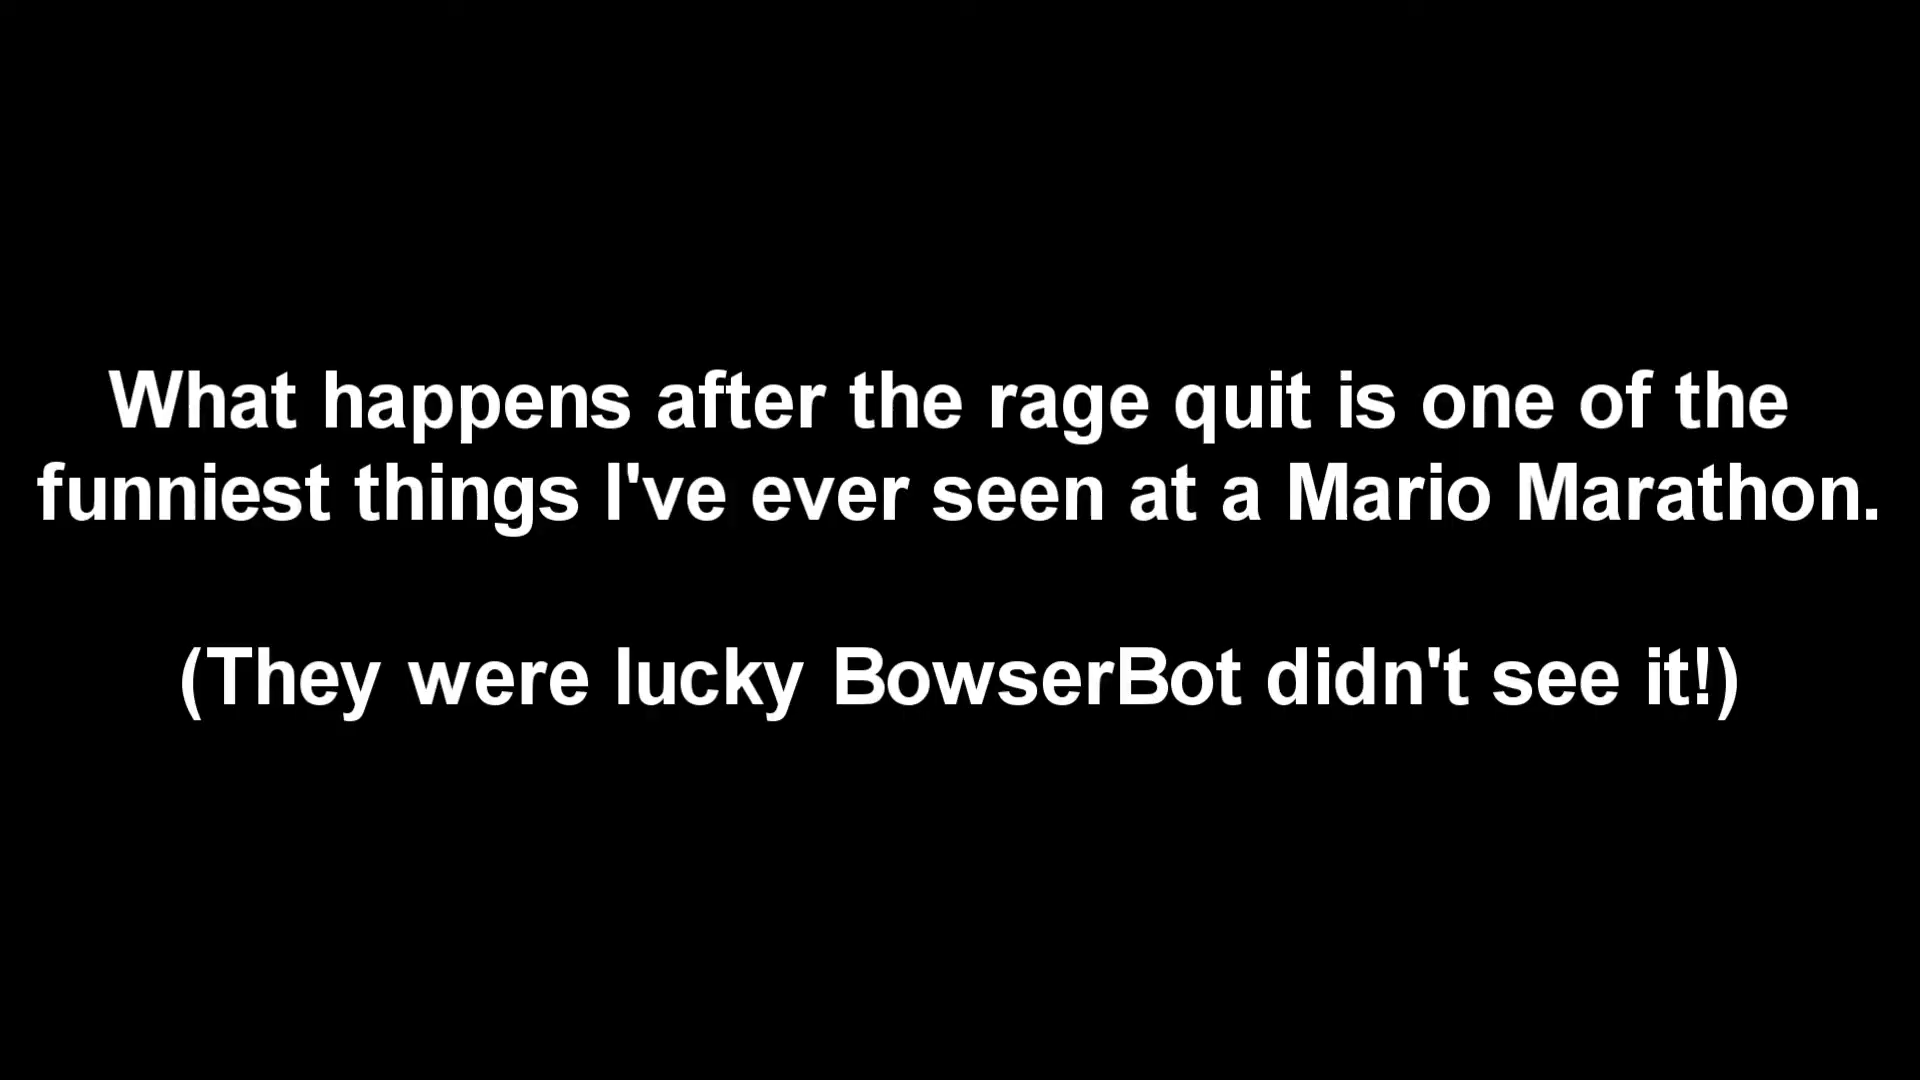 What happens after the rage quit is one of the
funniest things I've ever seen at a Mario Marathon.
(They were lucky BowserBot didn't see it!)